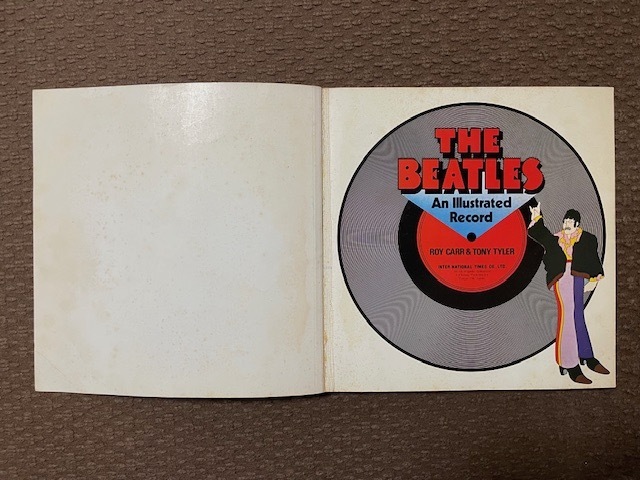 THE
BEATLES
An Illustrated
Record
ROY CARR & TONY TYLER
INTER NATIONAL TIMES CO., LTD.